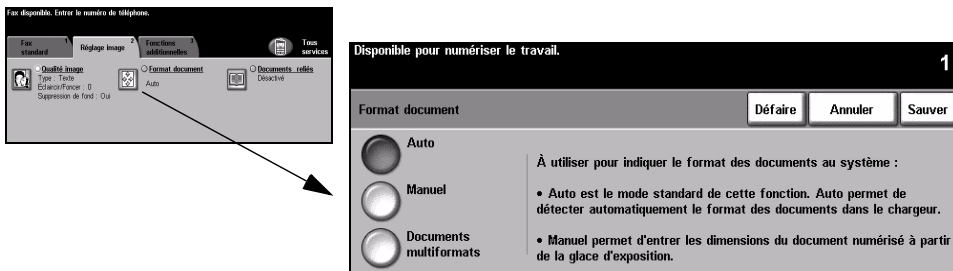 Fax disponible. Entrer le numéro de téléphone.
Fax standard 1
Réglage image 2
Fonctions additionnelles 3
Tous services
Qualité image
Type : Texte
Éclaircir/Foncer : 0
Suppression de fond : Oui
Format document
Auto
Documents reliés
Désactivé
Disponible pour numériser le travail.
1
Format document
Défaire
Annuler
Sauver
Auto
Manuel
Documents
multiformats
À utiliser pour indiquer le format des documents au système :
• Auto est le mode standard de cette fonction. Auto permet de
détecter automatiquement le format des documents dans le chargeur.
• Manuel permet d'entrer les dimensions du document numérisé à partir
de la glace d'exposition.